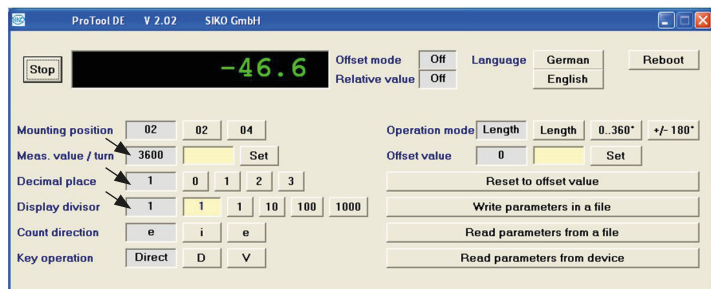 ProTool DE V 2.02 SIKO GmbH
Stop -46.6 Offset mode Off Language German Reboot
Relative value Off English
Mounting position 02 02 04 Operation mode Length Length 0..360° +/- 180°
Meas. value / turn 3600 Set Offset value 0 Set
Decimal place 1 0 1 2 3 Reset to offset value
Display divisor 1 1 1 10 100 1000 Write parameters in a file
Count direction e i e Read parameters from a file
Key operation Direct D V Read parameters from device